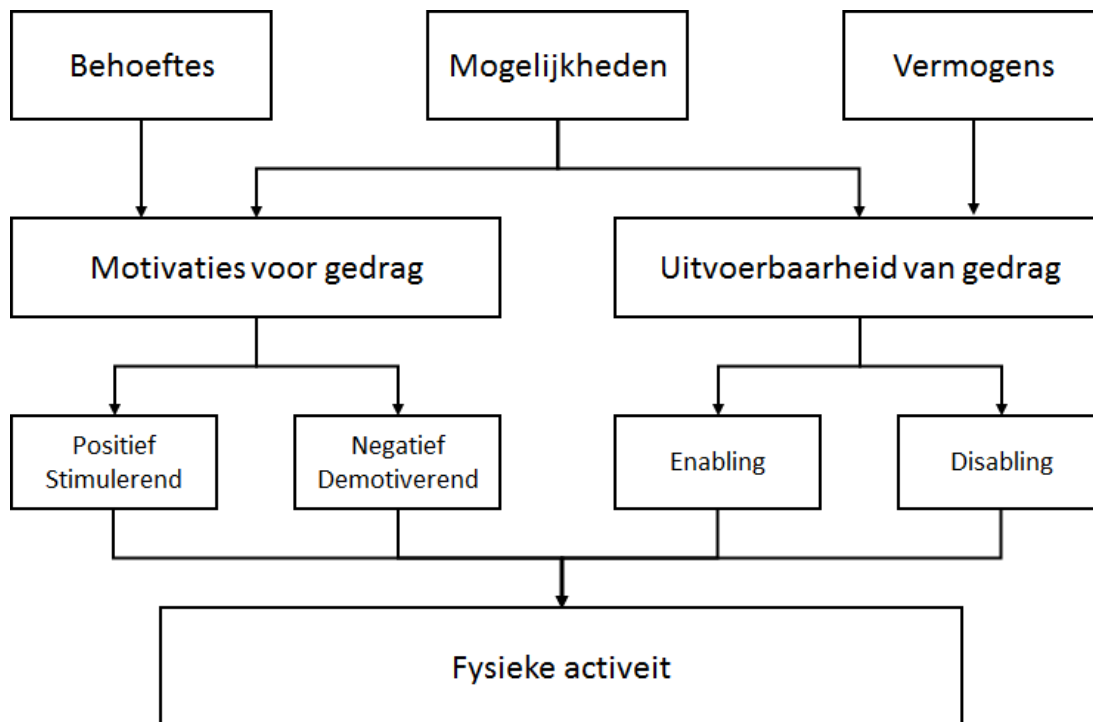 Behoeftes
Mogelijkheden
Vermogens
Motivaties voor gedrag
Uitvoerbaarheid van gedrag
Positief
Stimulerend
Negatief
Demotiverend
Enabling
Disabling
Fysieke activeit